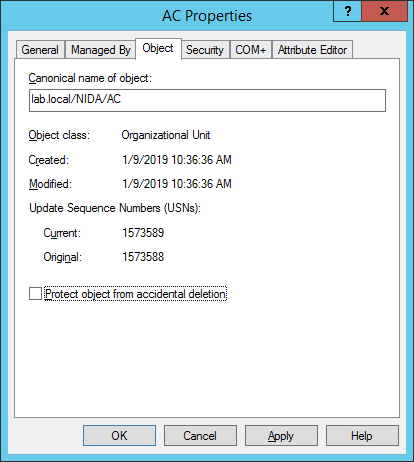 AC Properties
?
x
General
Managed By
Object
Security
COM+
Attribute Editor
Canonical name of object:
lab.local/NIDA/AC
Object class: Organizational Unit
Created: 1/9/2019 10:36:36 AM
Modified: 1/9/2019 10:36:36 AM
Update Sequence Numbers (USNs):
Current: 1573589
Original: 1573588
Protect object from accidental deletion
OK
Cancel
Apply
Help